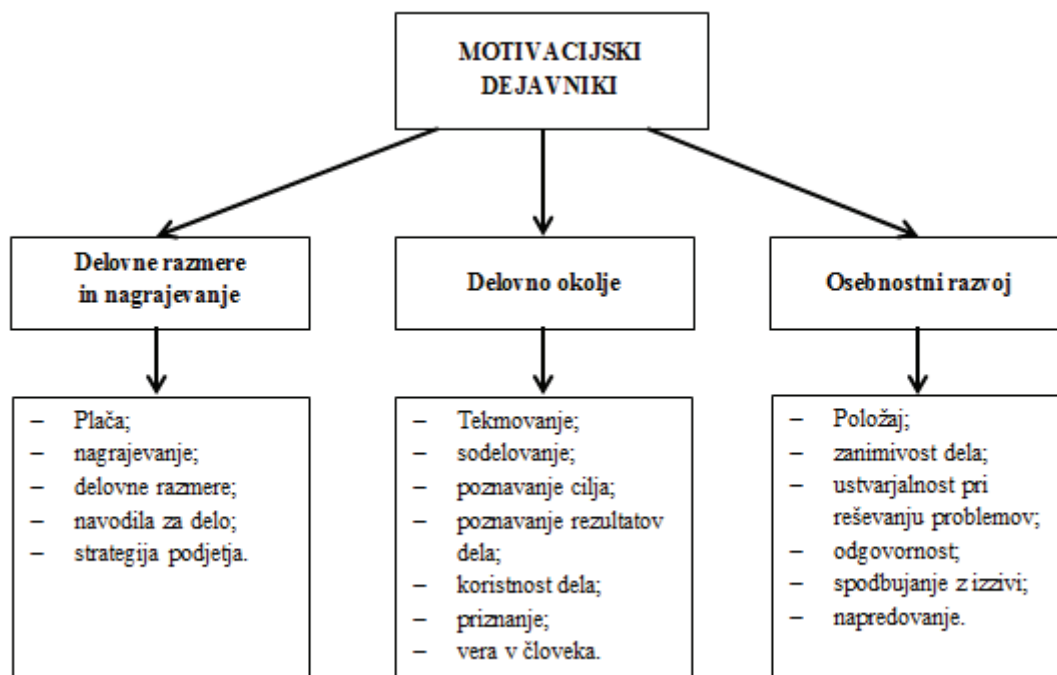 MOTIVACIJSKI
DEJAVNIKI
Delovne razmere
in nagrajevanje
Delovno okolje
Osebnostni razvoj
– Plača;
– nagrajevanje;
– delovne razmere;
– navodila za delo;
– strategija podjetja.
– Tekmovanje;
– sodelovanje;
– poznavanje cilja;
– poznavanje rezultatov
dela;
– koristnost dela;
– priznanje;
– vera v človeka.
– Položaj;
– zanimivost dela;
– ustvarjalnost pri
reševanju problemov;
– odgovornost;
– spodbujanje z izzivi;
– napredovanje.